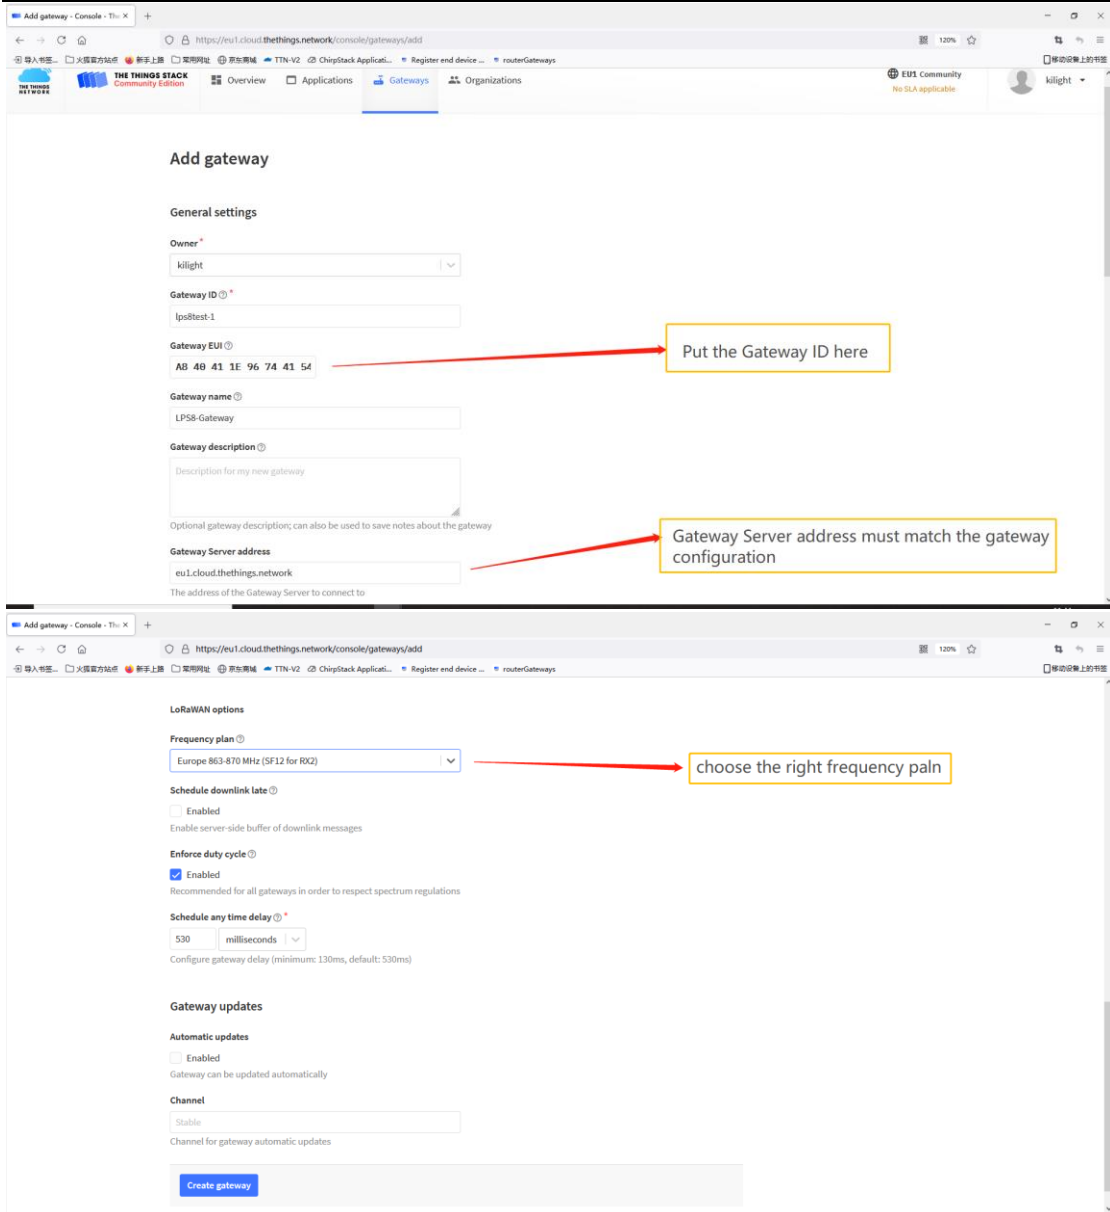 Add gateway - Console - The
https://eu1.cloud.thethings.network/console/gateways/add
120%
导入书签... 火狐官方站点 新手上路 常用网址 京东商城 TTN-V2 ChirpStack Applicati... Register end device ... routerGateways 移动设备上的书签
THE THINGS NETWORK
THE THINGS STACK
Community Edition
Overview Applications Gateways Organizations
EU1 Community
No SLA applicable
kilight
Add gateway
General settings
Owner *
kilight
Gateway ID *
lps8test-1
Gateway EUI
A8 40 41 1E 96 74 41 54
Put the Gateway ID here
Gateway name
LPS8-Gateway
Gateway description
Description for my new gateway
Optional gateway description; can also be used to save notes about the gateway
Gateway Server address
eu1.cloud.thethings.network
The address of the Gateway Server to connect to
Gateway Server address must match the gateway
configuration
Add gateway - Console - The
https://eu1.cloud.thethings.network/console/gateways/add
120%
导入书签... 火狐官方站点 新手上路 常用网址 京东商城 TTN-V2 ChirpStack Applicati... Register end device ... routerGateways 移动设备上的书签
LoRaWAN options
Frequency plan
Europe 863-870 MHz (SF12 for RX2)
choose the right frequency paln
Schedule downlink late
Enabled
Enable server-side buffer of downlink messages
Enforce duty cycle
Enabled
Recommended for all gateways in order to respect spectrum regulations
Schedule any time delay *
530 milliseconds
Configure gateway delay (minimum: 130ms, default: 530ms)
Gateway updates
Automatic updates
Enabled
Gateway can be updated automatically
Channel
Stable
Channel for gateway automatic updates
Create gateway